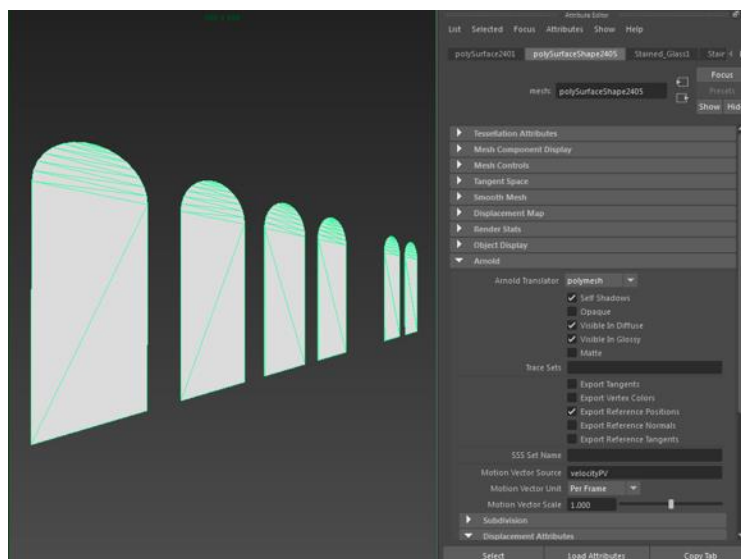 Attribute Editor
List Selected Focus Attributes Show Help
polySurface2401 polySurfaceShape2405 Stained_Glass1 Stair
Focus
mesh: polySurfaceShape2405 Presets
Show Hide
Tessellation Attributes
Mesh Component Display
Mesh Controls
Tangent Space
Smooth Mesh
Displacement Map
Render Stats
Object Display
Arnold
Arnold Translator polymesh
Self Shadows
Opaque
Visible In Diffuse
Visible In Glossy
Matte
Trace Sets
Export Tangents
Export Vertex Colors
Export Reference Positions
Export Reference Normals
Export Reference Tangents
SSS Set Name
Motion Vector Source velocityPV
Motion Vector Unit Per Frame
Motion Vector Scale 1.000
Subdivision
Displacement Attributes
Select Load Attributes Copy Tab